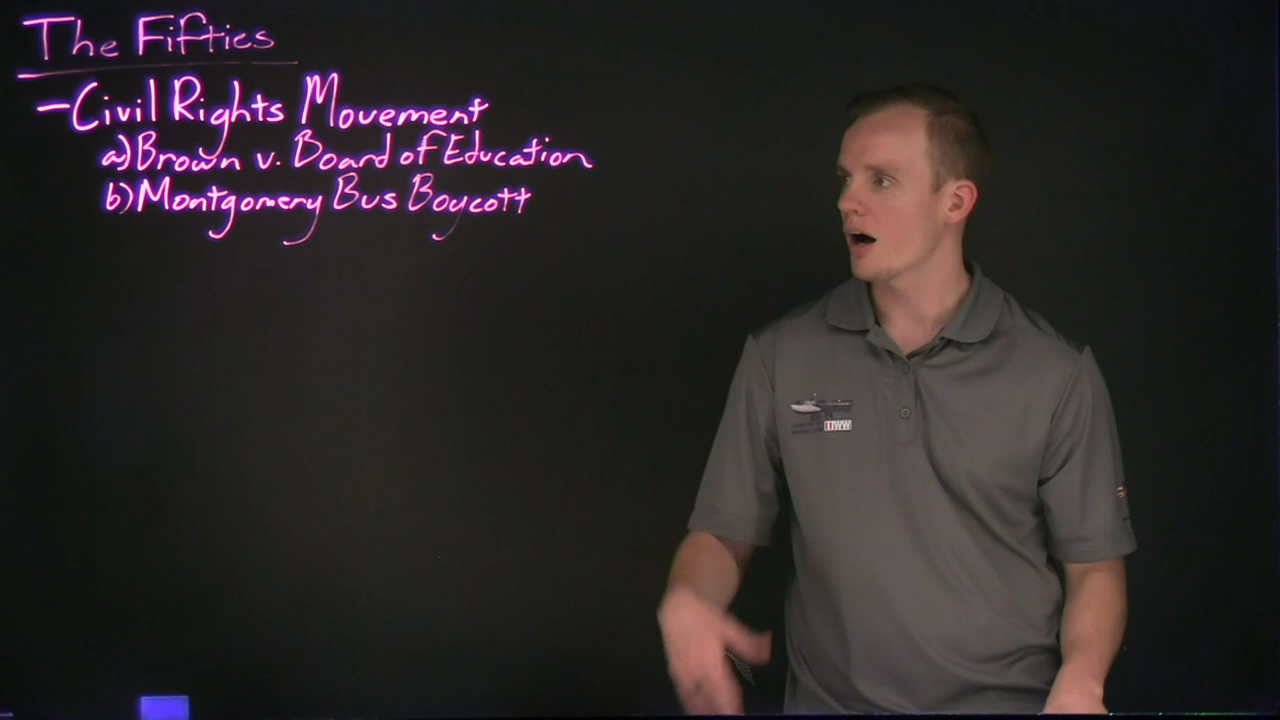 The Fifties
-Civil Rights Movement
a)Brown v. Board of Education
b)Montgomery Bus Boycott